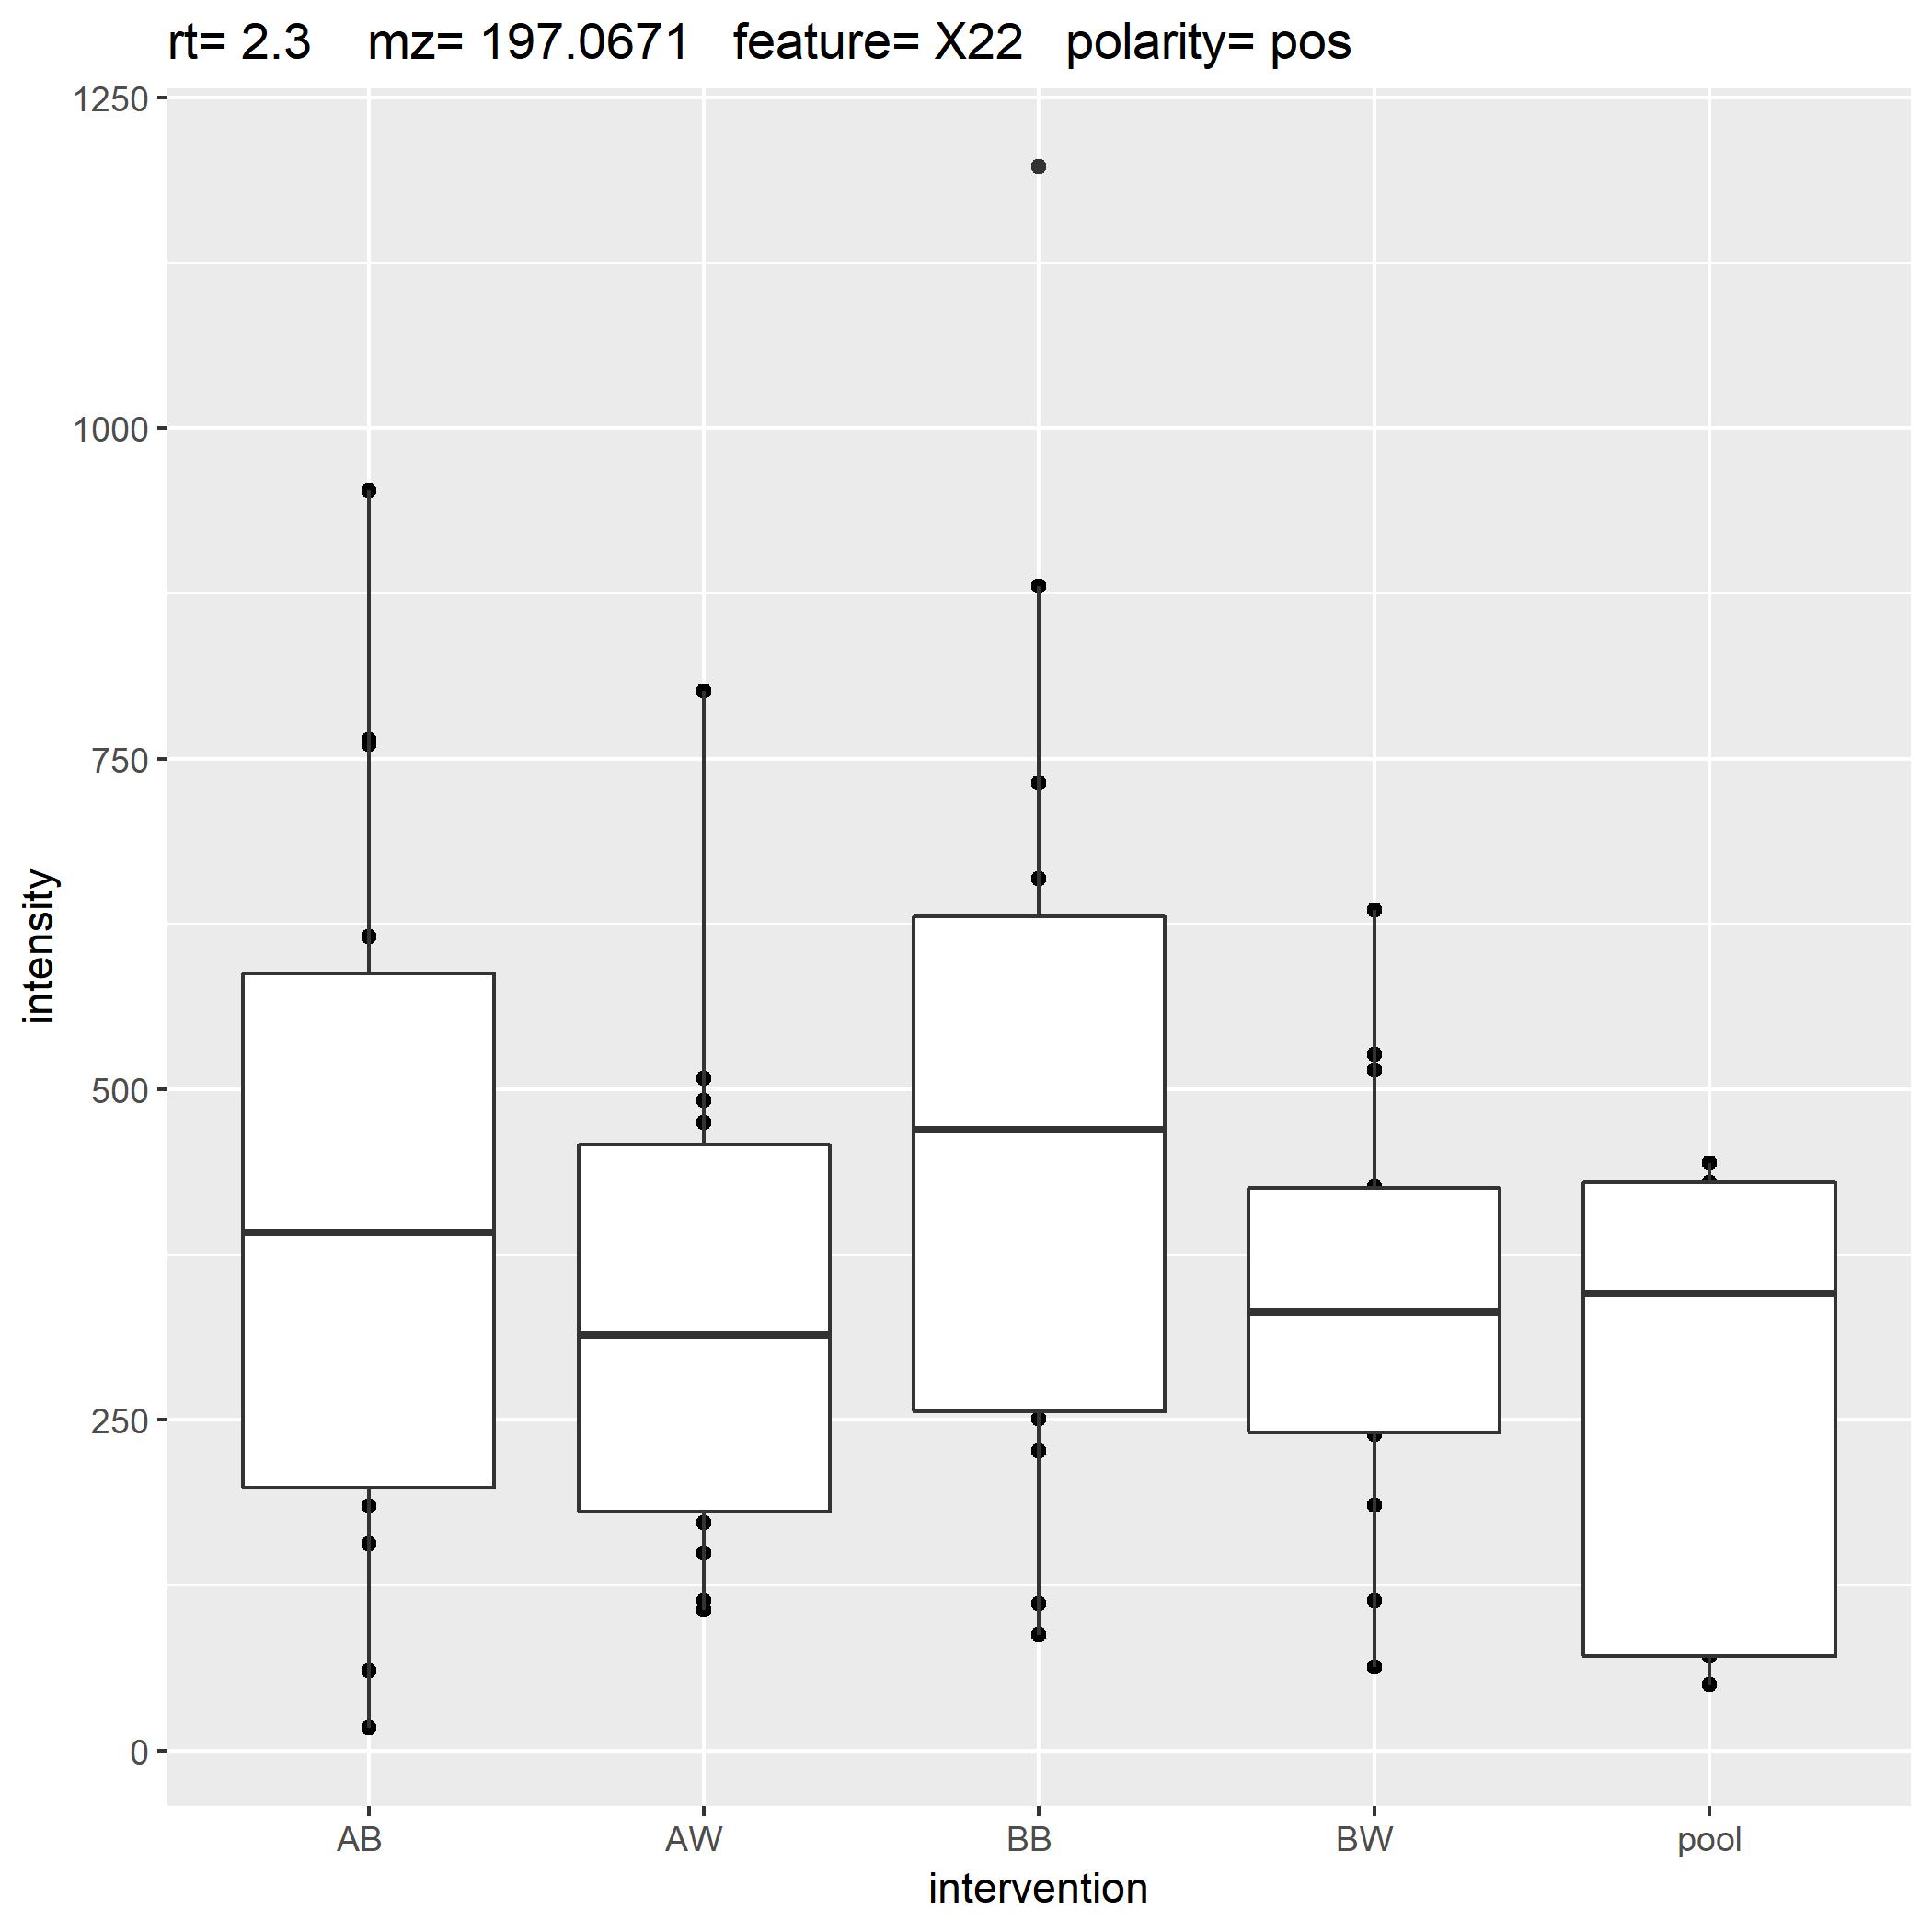 rt= 2.3    mz= 197.0671   feature= X22   polarity= pos
1250
1000
750
500
250
0
intensity
AB
AW
BB
BW
pool
intervention